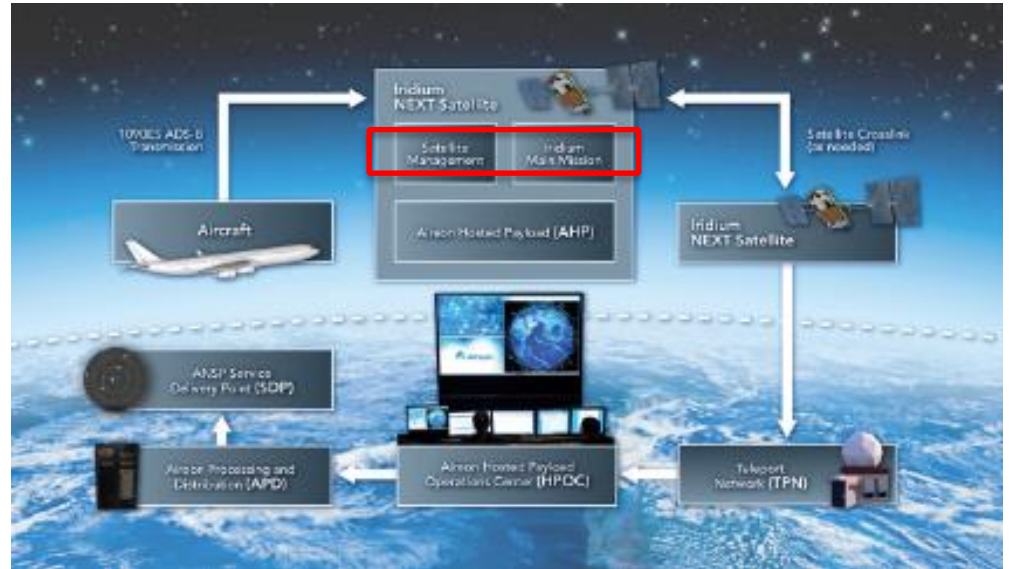 Iridium
NEXT Satellite
1090ES ADS-B
Transmission
Satellite
Management
Iridium
Main Mission
Satellite Crosslink
(as needed)
Aircraft
Aireon Hosted Payload (AHP)
Iridium
NEXT Satellite
Aireon
ANSP Service
Delivery Point (SDP)
Aireon Processing and
Distribution (APD)
Aireon Hosted Payload
Operations Center (HPOC)
Teleport
Network (TPN)